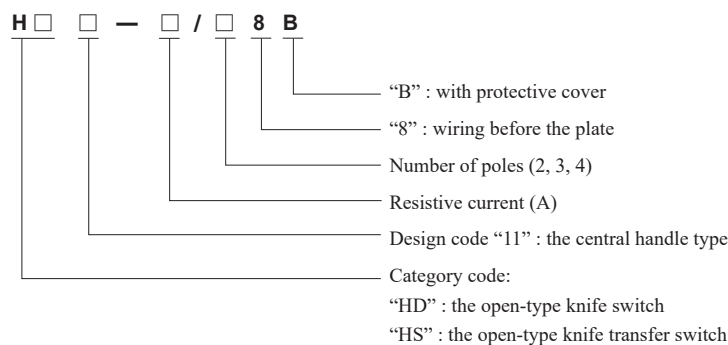 H□ □ — □ / □ 8 B
“B” : with protective cover
“8” : wiring before the plate
Number of poles (2, 3, 4)
Resistive current (A)
Design code “11” : the central handle type
Category code:
“HD” : the open-type knife switch
“HS” : the open-type knife transfer switch